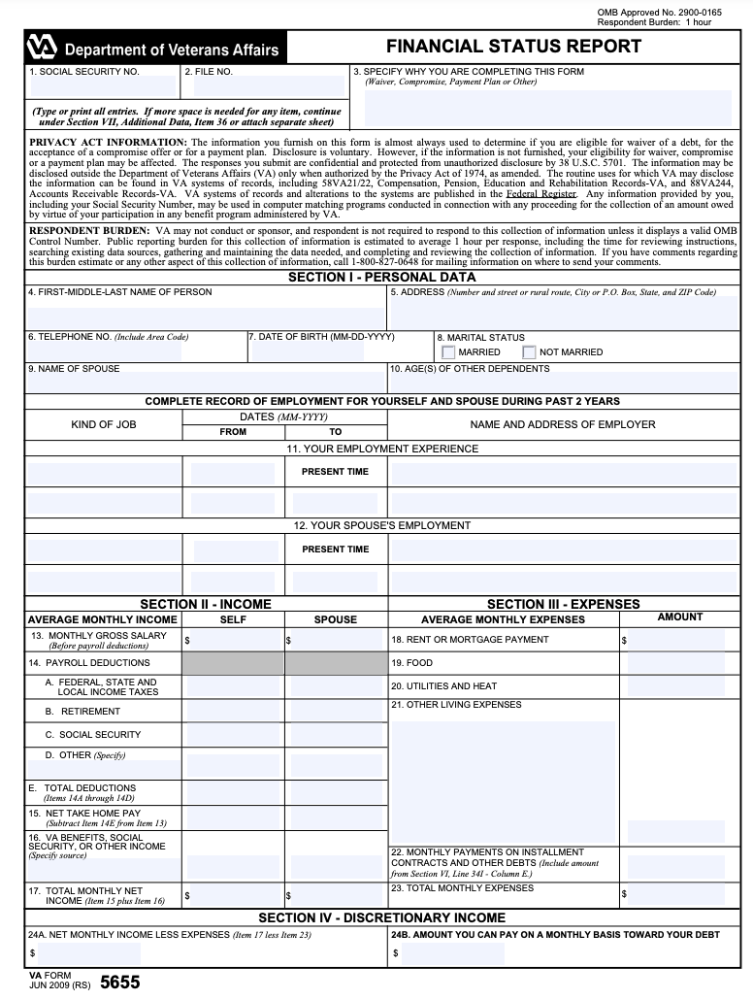 OMB Approved No. 2900-0165
Respondent Burden: 1 hour
VA Department of Veterans Affairs
FINANCIAL STATUS REPORT
1. SOCIAL SECURITY NO.
2. FILE NO.
3. SPECIFY WHY YOU ARE COMPLETING THIS FORM
(Waiver, Compromise, Payment Plan or Other)
(Type or print all entries. If more space is needed for any item, continue
under Section VII, Additional Data, Item 36 or attach separate sheet)
PRIVACY ACT INFORMATION: The information you furnish on this form is almost always used to determine if you are eligible for waiver of a debt, for the
acceptance of a compromise offer or for a payment plan. Disclosure is voluntary. However, if the information is not furnished, your eligibility for waiver, compromise
or a payment plan may be affected. The responses you submit are confidential and protected from unauthorized disclosure by 38 U.S.C. 5701. The information may be
disclosed outside the Department of Veterans Affairs (VA) only when authorized by the Privacy Act of 1974, as amended. The routine uses for which VA may disclose
the information can be found in VA systems of records, including 58VA21/22, Compensation, Pension, Education and Rehabilitation Records-VA, and 88VA244,
Accounts Receivable Records-VA. VA systems of records and alterations to the systems are published in the Federal Register. Any information provided by you,
including your Social Security Number, may be used in computer matching programs conducted in connection with any proceeding for the collection of an amount owed
by virtue of your participation in any benefit program administered by VA.
RESPONDENT BURDEN: VA may not conduct or sponsor, and respondent is not required to respond to this collection of information unless it displays a valid OMB
Control Number. Public reporting burden for this collection of information is estimated to average 1 hour per response, including the time for reviewing instructions,
searching existing data sources, gathering and maintaining the data needed, and completing and reviewing the collection of information. If you have comments regarding
this burden estimate or any other aspect of this collection of information, call 1-800-827-0648 for mailing information on where to send your comments.
SECTION I - PERSONAL DATA
4. FIRST-MIDDLE-LAST NAME OF PERSON
5. ADDRESS (Number and street or rural route, City or P.O. Box, State, and ZIP Code)
6. TELEPHONE NO. (Include Area Code)
7. DATE OF BIRTH (MM-DD-YYYY)
8. MARITAL STATUS
MARRIED
NOT MARRIED
9. NAME OF SPOUSE
10. AGE(S) OF OTHER DEPENDENTS
COMPLETE RECORD OF EMPLOYMENT FOR YOURSELF AND SPOUSE DURING PAST 2 YEARS
KIND OF JOB
DATES (MM-YYYY)
FROM
TO
NAME AND ADDRESS OF EMPLOYER
11. YOUR EMPLOYMENT EXPERIENCE
PRESENT TIME
12. YOUR SPOUSE'S EMPLOYMENT
PRESENT TIME
SECTION II - INCOME
AVERAGE MONTHLY INCOME
SELF
SPOUSE
13. MONTHLY GROSS SALARY
(Before payroll deductions)
$
$
14. PAYROLL DEDUCTIONS
A. FEDERAL, STATE AND
LOCAL INCOME TAXES
B. RETIREMENT
C. SOCIAL SECURITY
D. OTHER (Specify)
E. TOTAL DEDUCTIONS
(Items 14A through 14D)
15. NET TAKE HOME PAY
(Subtract Item 14E from Item 13)
16. VA BENEFITS, SOCIAL
SECURITY, OR OTHER INCOME
(Specify source)
17. TOTAL MONTHLY NET
INCOME (Item 15 plus Item 16)
$
$
SECTION III - EXPENSES
AVERAGE MONTHLY EXPENSES
AMOUNT
18. RENT OR MORTGAGE PAYMENT
$
19. FOOD
20. UTILITIES AND HEAT
21. OTHER LIVING EXPENSES
22. MONTHLY PAYMENTS ON INSTALLMENT
CONTRACTS AND OTHER DEBTS (Include amount
from Section VI, Line 34I - Column E.)
23. TOTAL MONTHLY EXPENSES
$
SECTION IV - DISCRETIONARY INCOME
24A. NET MONTHLY INCOME LESS EXPENSES (Item 17 less Item 23)
$
24B. AMOUNT YOU CAN PAY ON A MONTHLY BASIS TOWARD YOUR DEBT
$
VA FORM
JUN 2009 (RS) 5655